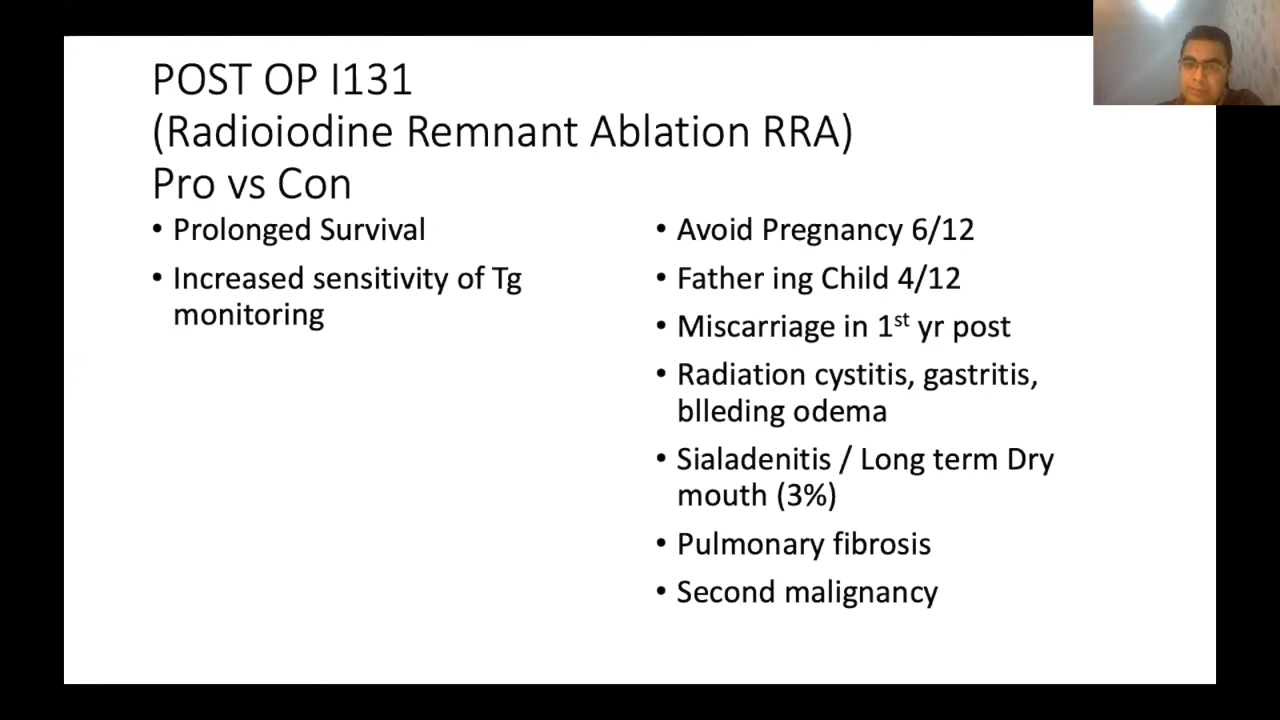 POST OP I131
(Radioiodine Remnant Ablation RRA)
Pro vs Con
• Prolonged Survival
• Increased sensitivity of Tg
monitoring
• Avoid Pregnancy 6/12
• Father ing Child 4/12
• Miscarriage in 1st yr post
• Radiation cystitis, gastritis,
blleding odema
• Sialadenitis / Long term Dry
mouth (3%)
• Pulmonary fibrosis
• Second malignancy